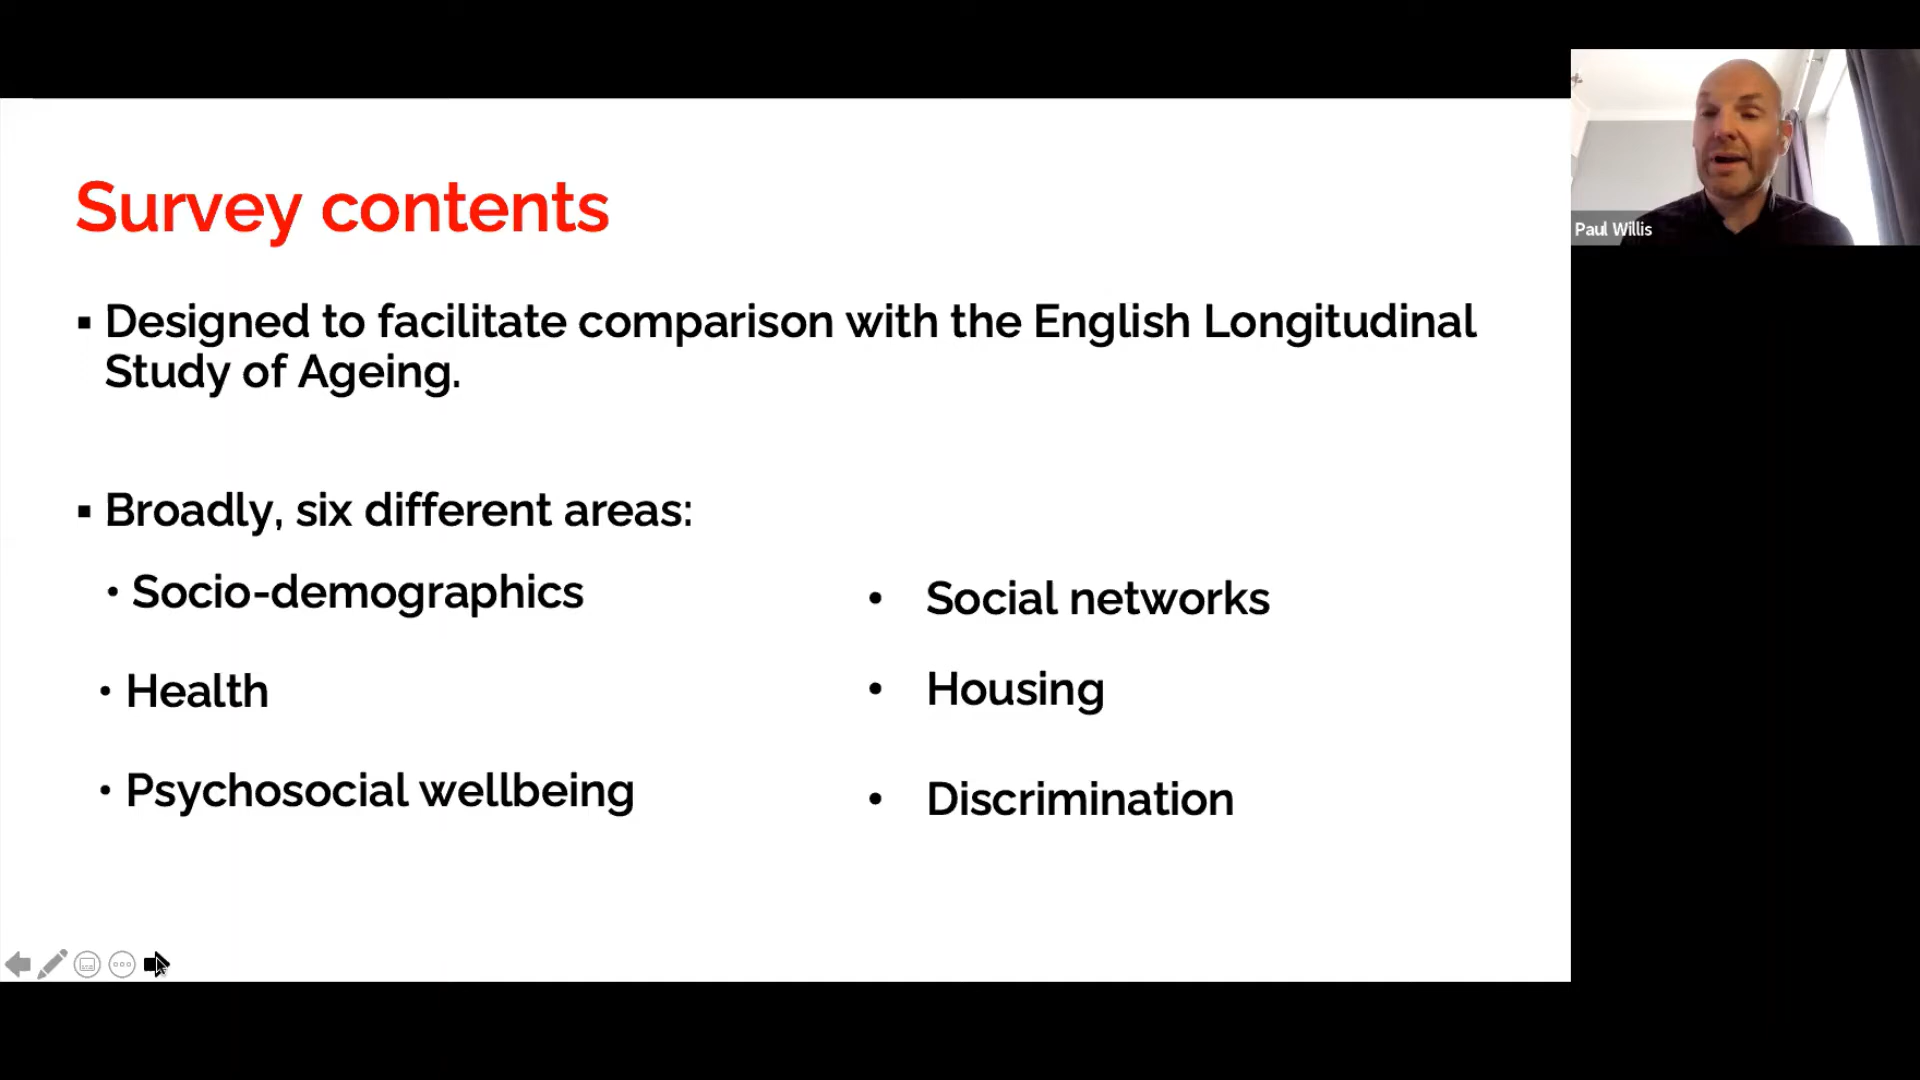 Survey contents
▪ Designed to facilitate comparison with the English Longitudinal
Study of Ageing.
▪ Broadly, six different areas:
• Socio-demographics
• Health
• Psychosocial wellbeing
• Social networks
• Housing
• Discrimination
Paul Willis